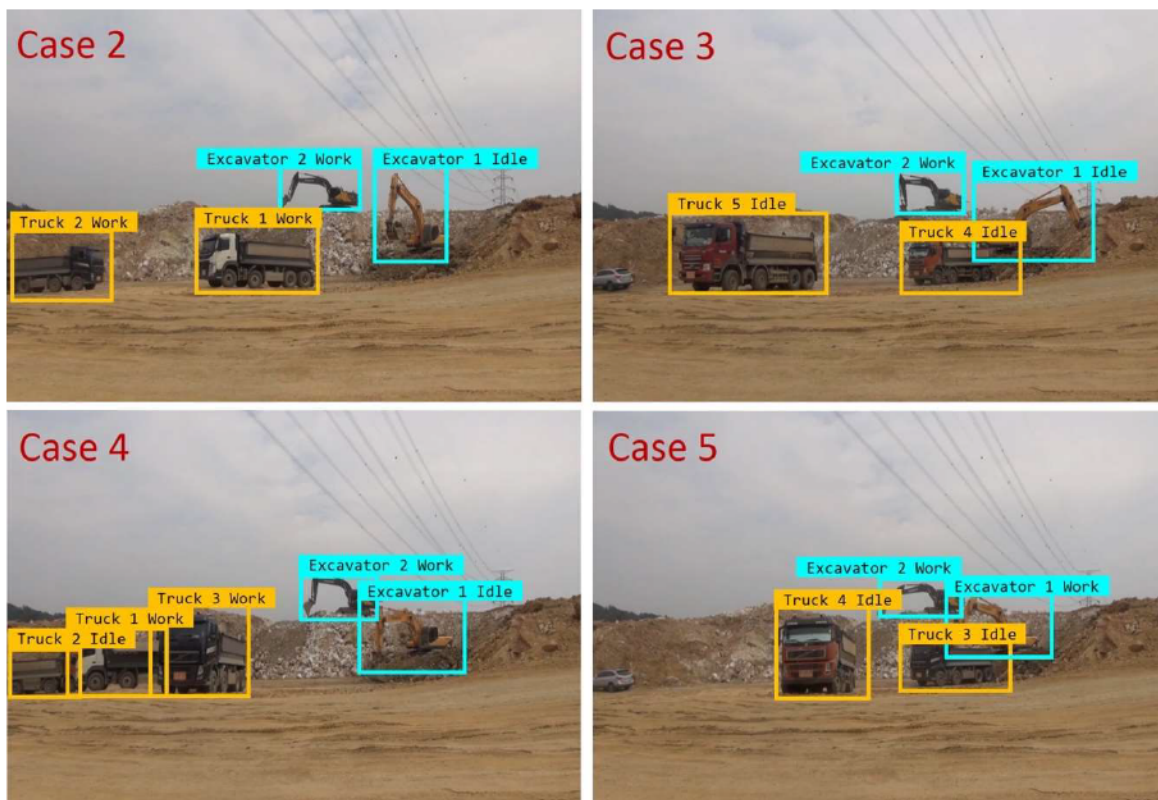 Case 2
Excavator 2 Work
Excavator 1 Idle
Truck 2 Work
Truck 1 Work
Case 3
Excavator 2 Work
Excavator 1 Idle
Truck 5 Idle
Truck 4 Idle
Case 4
Excavator 2 Work
Excavator 1 Idle
Truck 3 Work
Truck 1 Work
Truck 2 Idle
Case 5
Excavator 2 Work
Excavator 1 Work
Truck 4 Idle
Truck 3 Idle